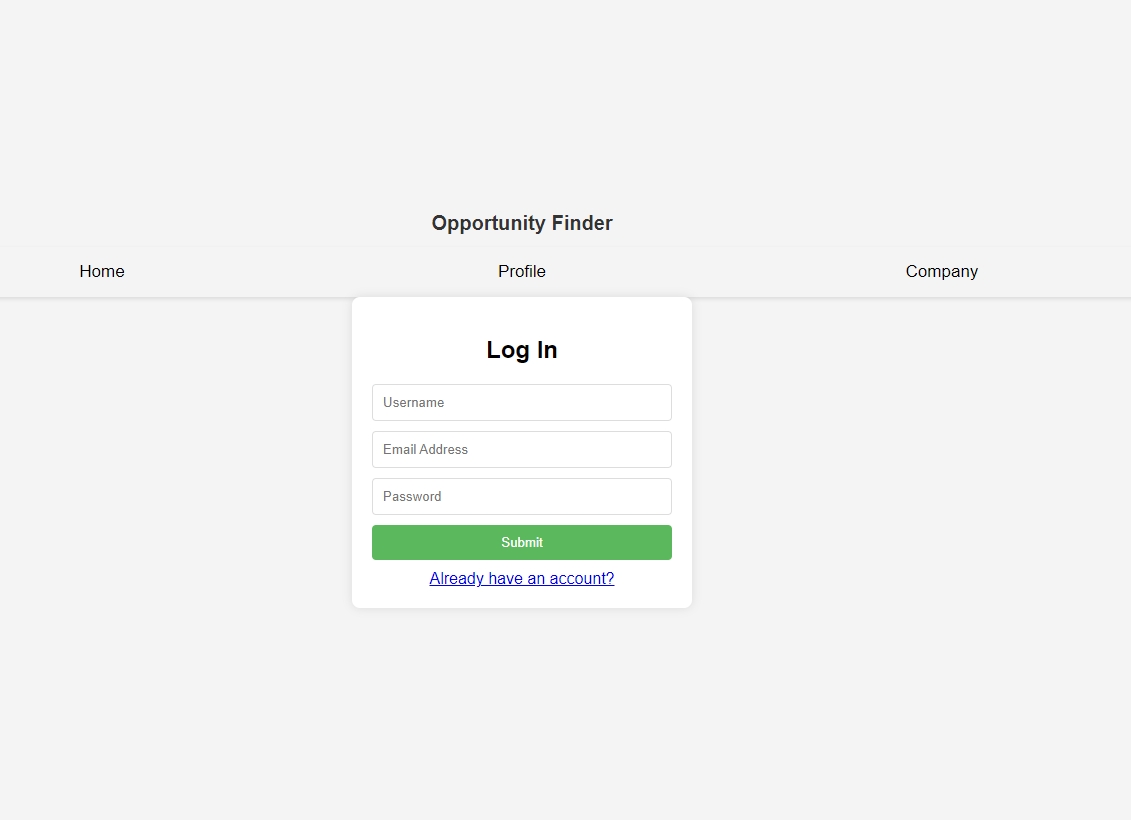 Opportunity Finder
Home Profile Company
Log In
Username
Email Address
Password
Submit
Already have an account?